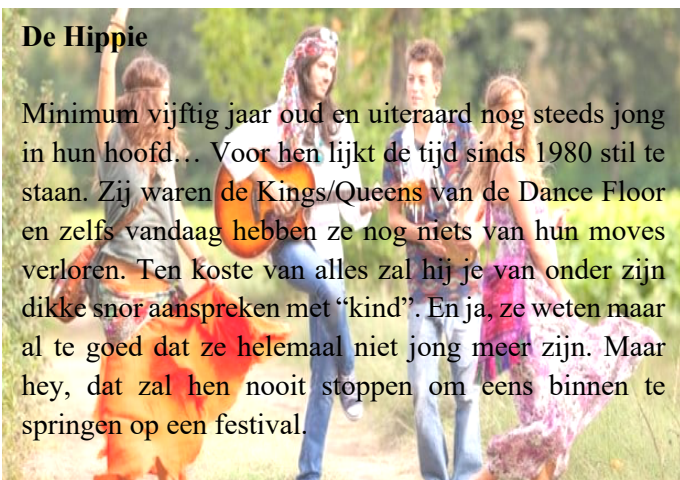 De Hippie
Minimum vijftig jaar oud en uiteraard nog steeds jong
in hun hoofd… Voor hen lijkt de tijd sinds 1980 stil te
staan. Zij waren de Kings/Queens van de Dance Floor
en zelfs vandaag hebben ze nog niets van hun moves
verloren. Ten koste van alles zal hij je van onder zijn
dikke snor aanspreken met “kind”. En ja, ze weten maar
al te goed dat ze helemaal niet jong meer zijn. Maar
hey, dat zal hen nooit stoppen om eens binnen te
springen op een festival.